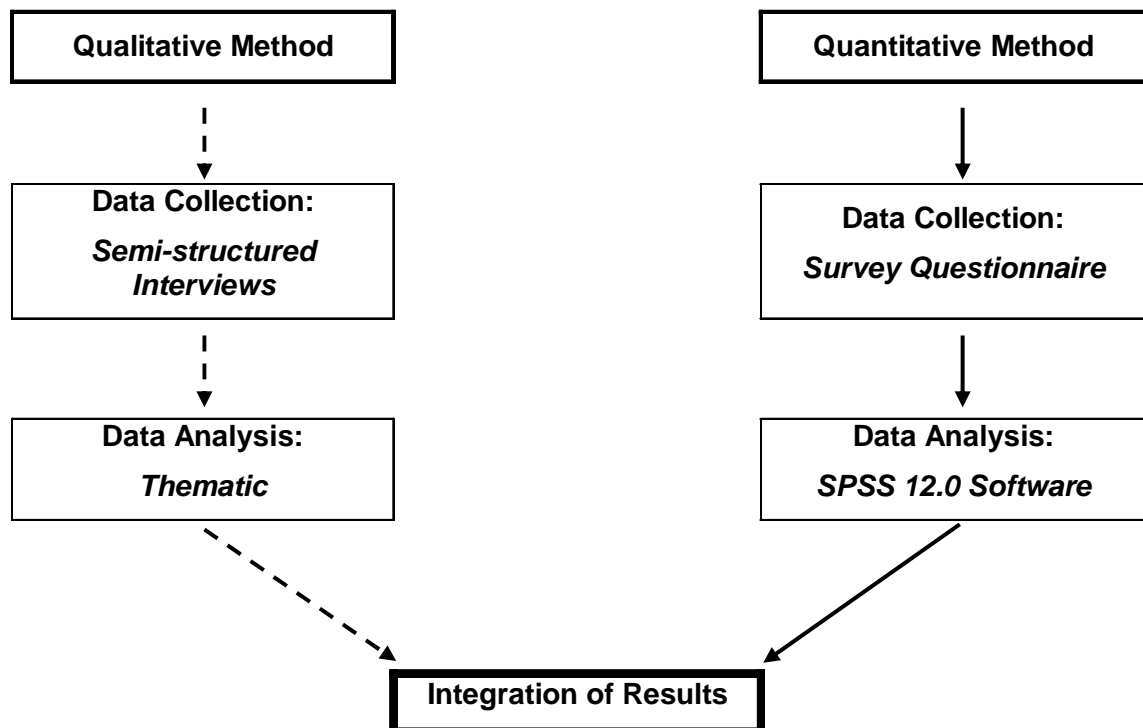 Qualitative Method
Quantitative Method
Data Collection:
Semi-structured
Interviews
Data Collection:
Survey Questionnaire
Data Analysis:
Thematic
Data Analysis:
SPSS 12.0 Software
Integration of Results